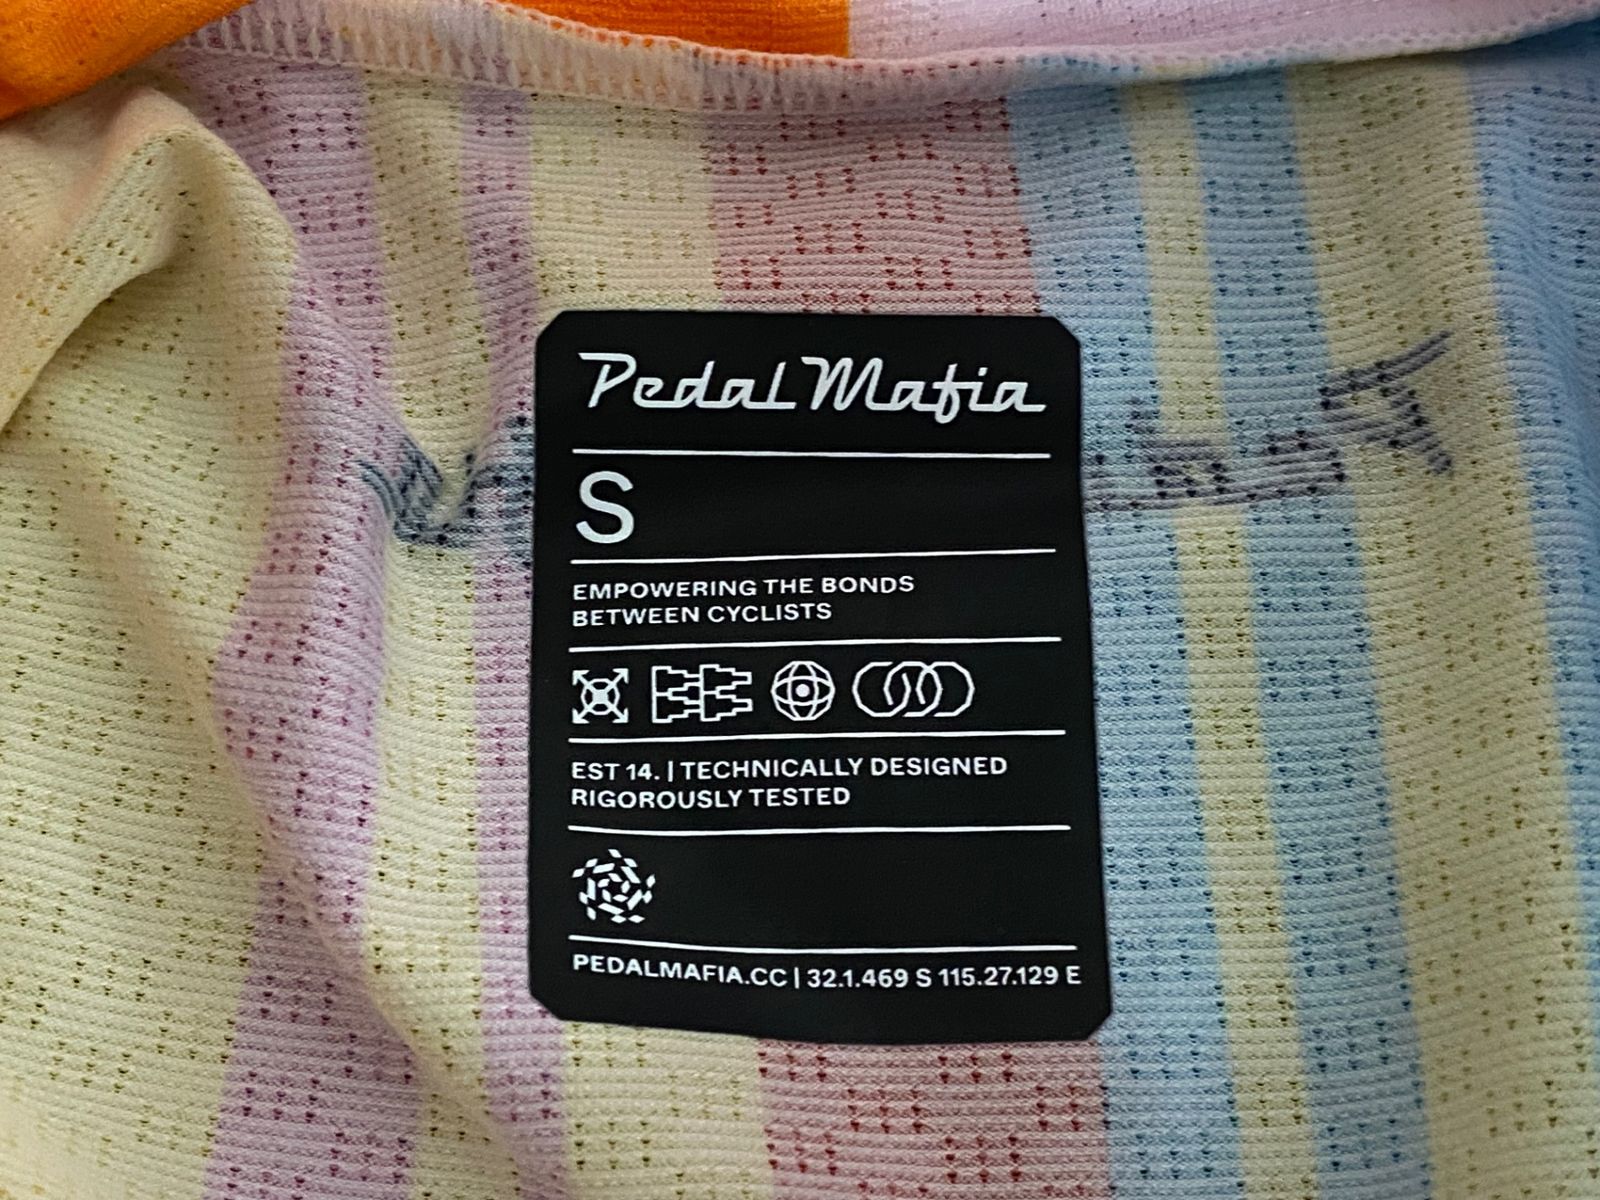 Pedal Mafia
S
EMPOWERING THE BONDS
BETWEEN CYCLISTS
EST 14. | TECHNICALLY DESIGNED
RIGOROUSLY TESTED
PEDALMAFIA.CC | 32.1.469 S 115.27.129 E